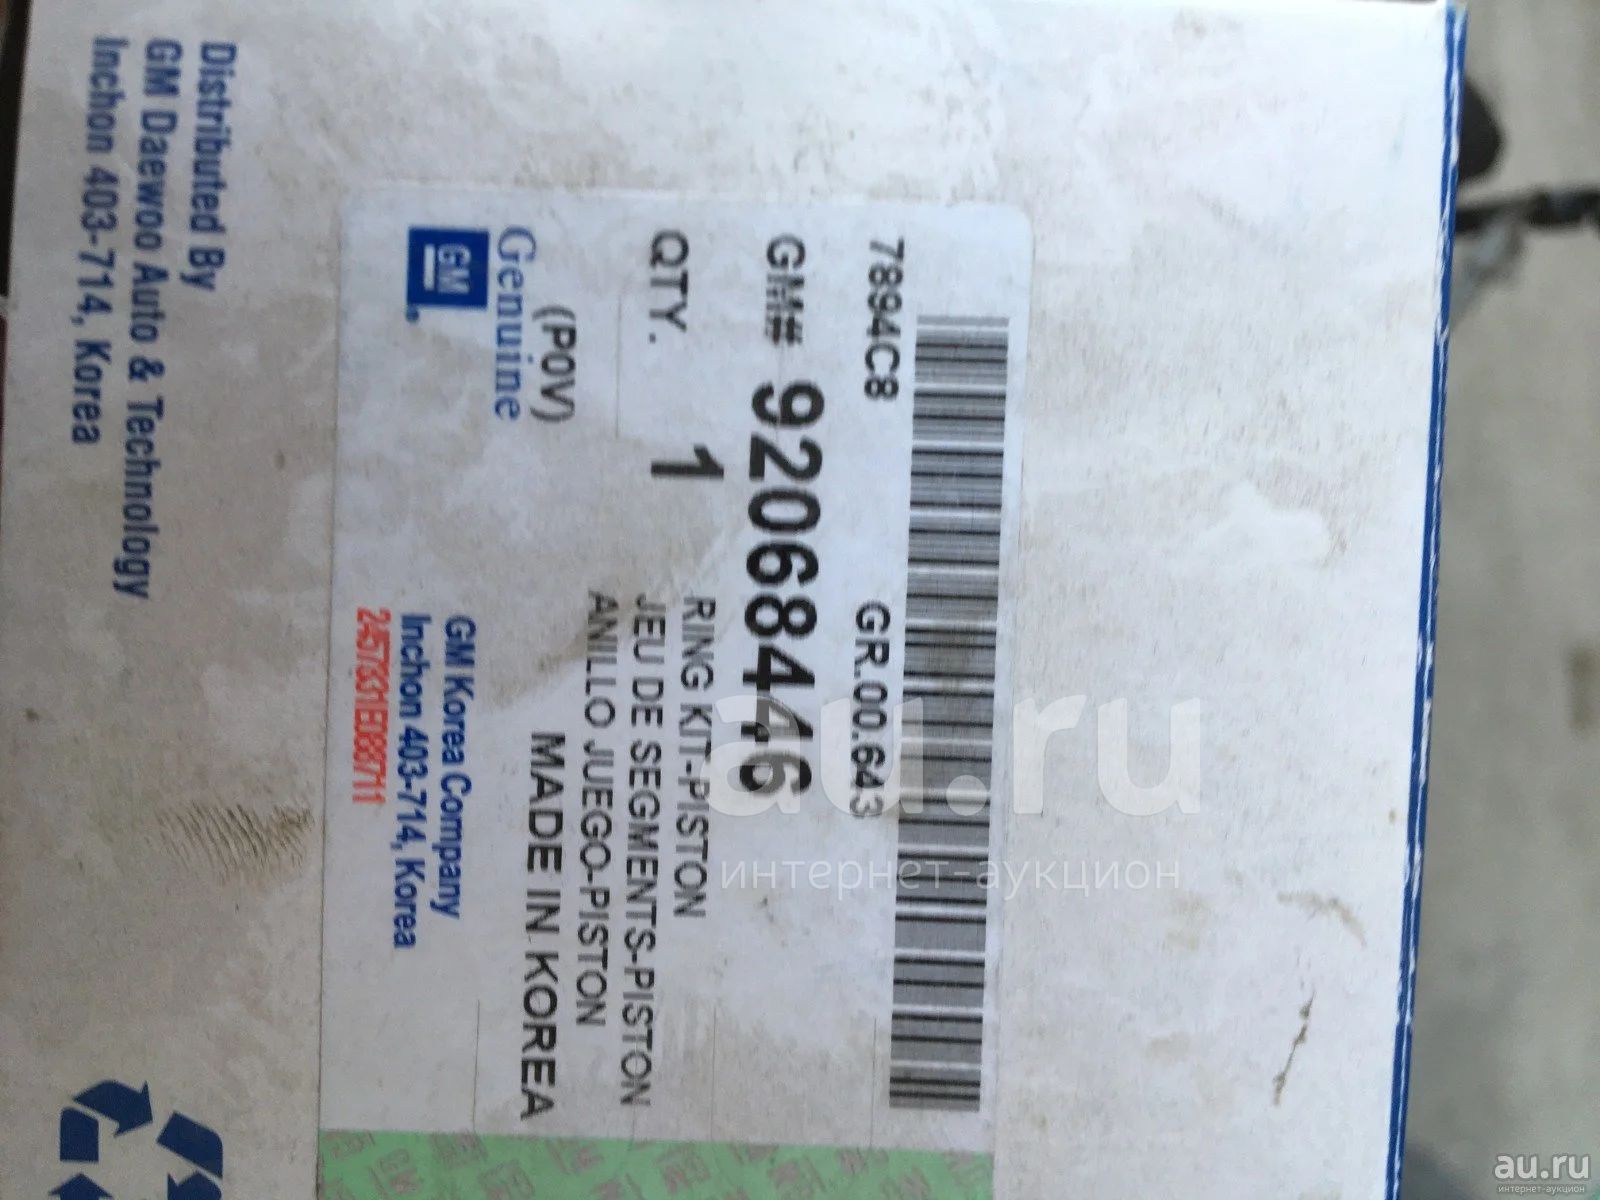 7894C8 GR.00.643
GM# 92068446
QTY. 1
RING KIT-PISTON
JEU DE SEGMENTS-PISTON
ANILLO JUEGO-PISTON
(P0V)
MADE IN KOREA
Genuine
GM
GM Korea Company
Inchon 403-714, Korea
Distributed By
GM Daewoo Auto & Technology
Inchon 403-714, Korea
au.ru
интернет-аукцион
au.ru
интернет-аукцион